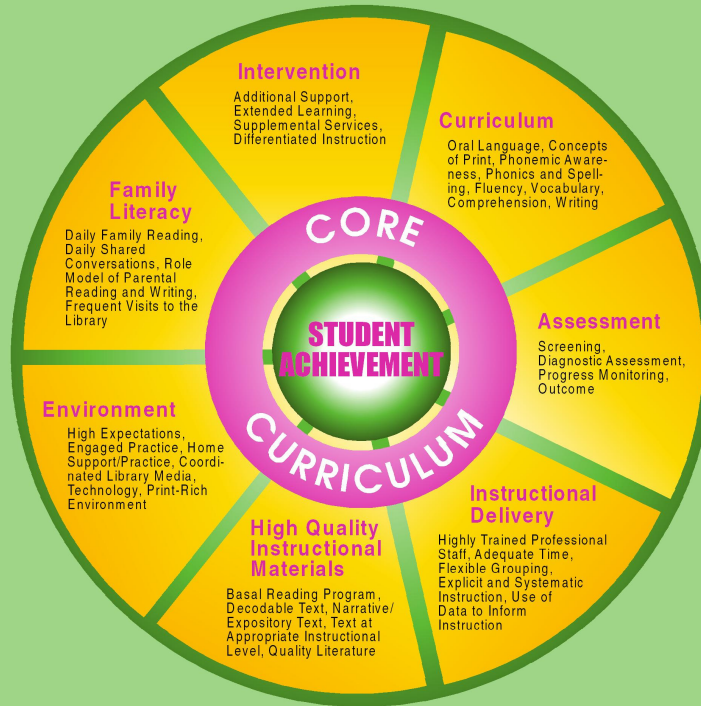 Intervention
Additional Support,
Extended Learning,
Supplemental Services,
Differentiated Instruction
Curriculum
Oral Language, Concepts
of Print, Phonemic Aware-
ness, Phonics and Spell-
ing, Fluency, Vocabulary,
Comprehension, Writing
Assessment
Screening,
Diagnostic Assessment,
Progress Monitoring,
Outcome
Instructional
Delivery
Highly Trained Professional
Staff, Adequate Time,
Flexible Grouping,
Explicit and Systematic
Instruction, Use of
Data to Inform
Instruction
High Quality
Instructional
Materials
Basal Reading Program,
Decodable Text, Narrative/
Expository Text, Text at
Appropriate Instructional
Level, Quality Literature
Environment
High Expectations,
Engaged Practice, Home
Support/Practice, Coordi-
nated Library Media,
Technology, Print-Rich
Environment
Family
Literacy
Daily Family Reading,
Daily Shared
Conversations, Role
Model of Parental
Reading and Writing,
Frequent Visits to the
Library
CORE
CURRICULUM
STUDENT
ACHIEVEMENT